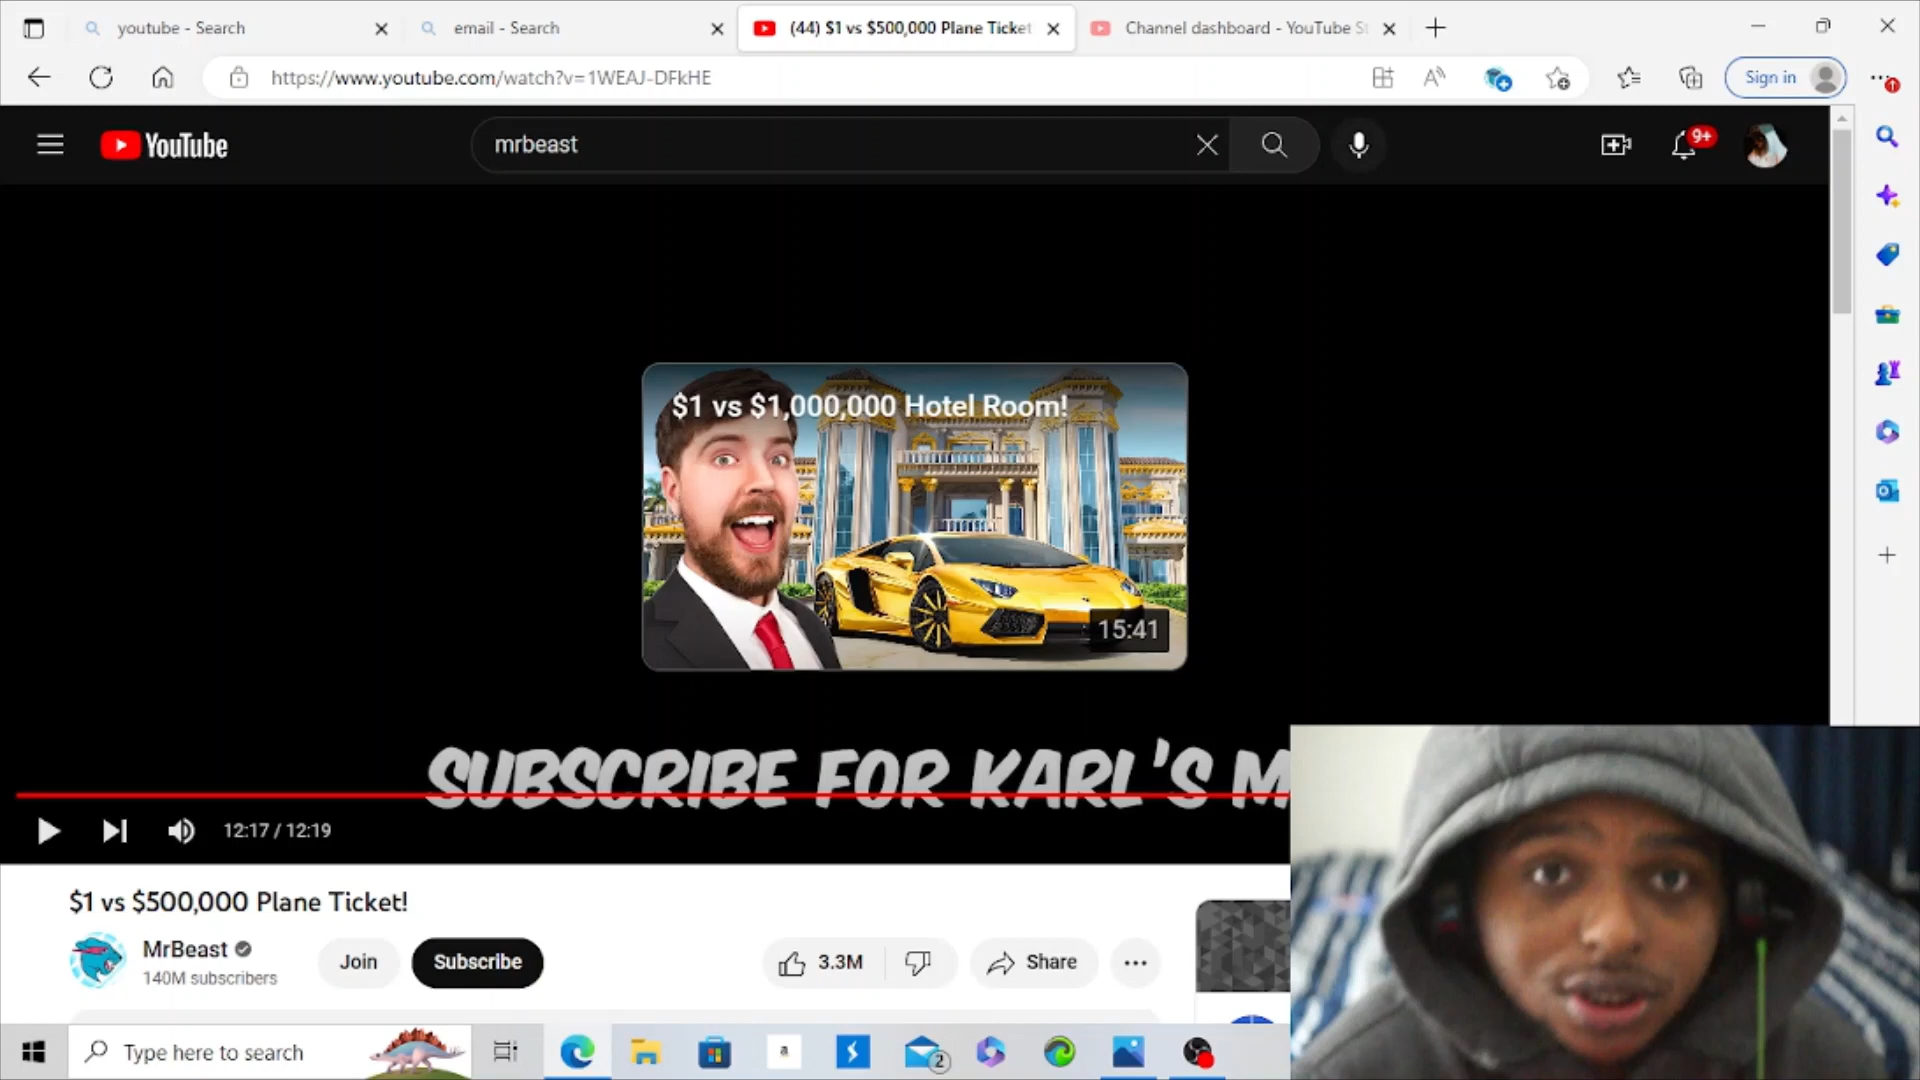 youtube - Search
email - Search
(44) $1 vs $500,000 Plane Ticket
Channel dashboard - YouTube St
https://www.youtube.com/watch?v=1WEAJ-DFkHE
Sign in
YouTube
mrbeast
9+
$1 vs $1,000,000 Hotel Room!
15:41
SUBSCRIBE FOR KARL'S M
12:17 / 12:19
$1 vs $500,000 Plane Ticket!
MrBeast
140M subscribers
Join
Subscribe
3.3M
Share
Type here to search
a
2